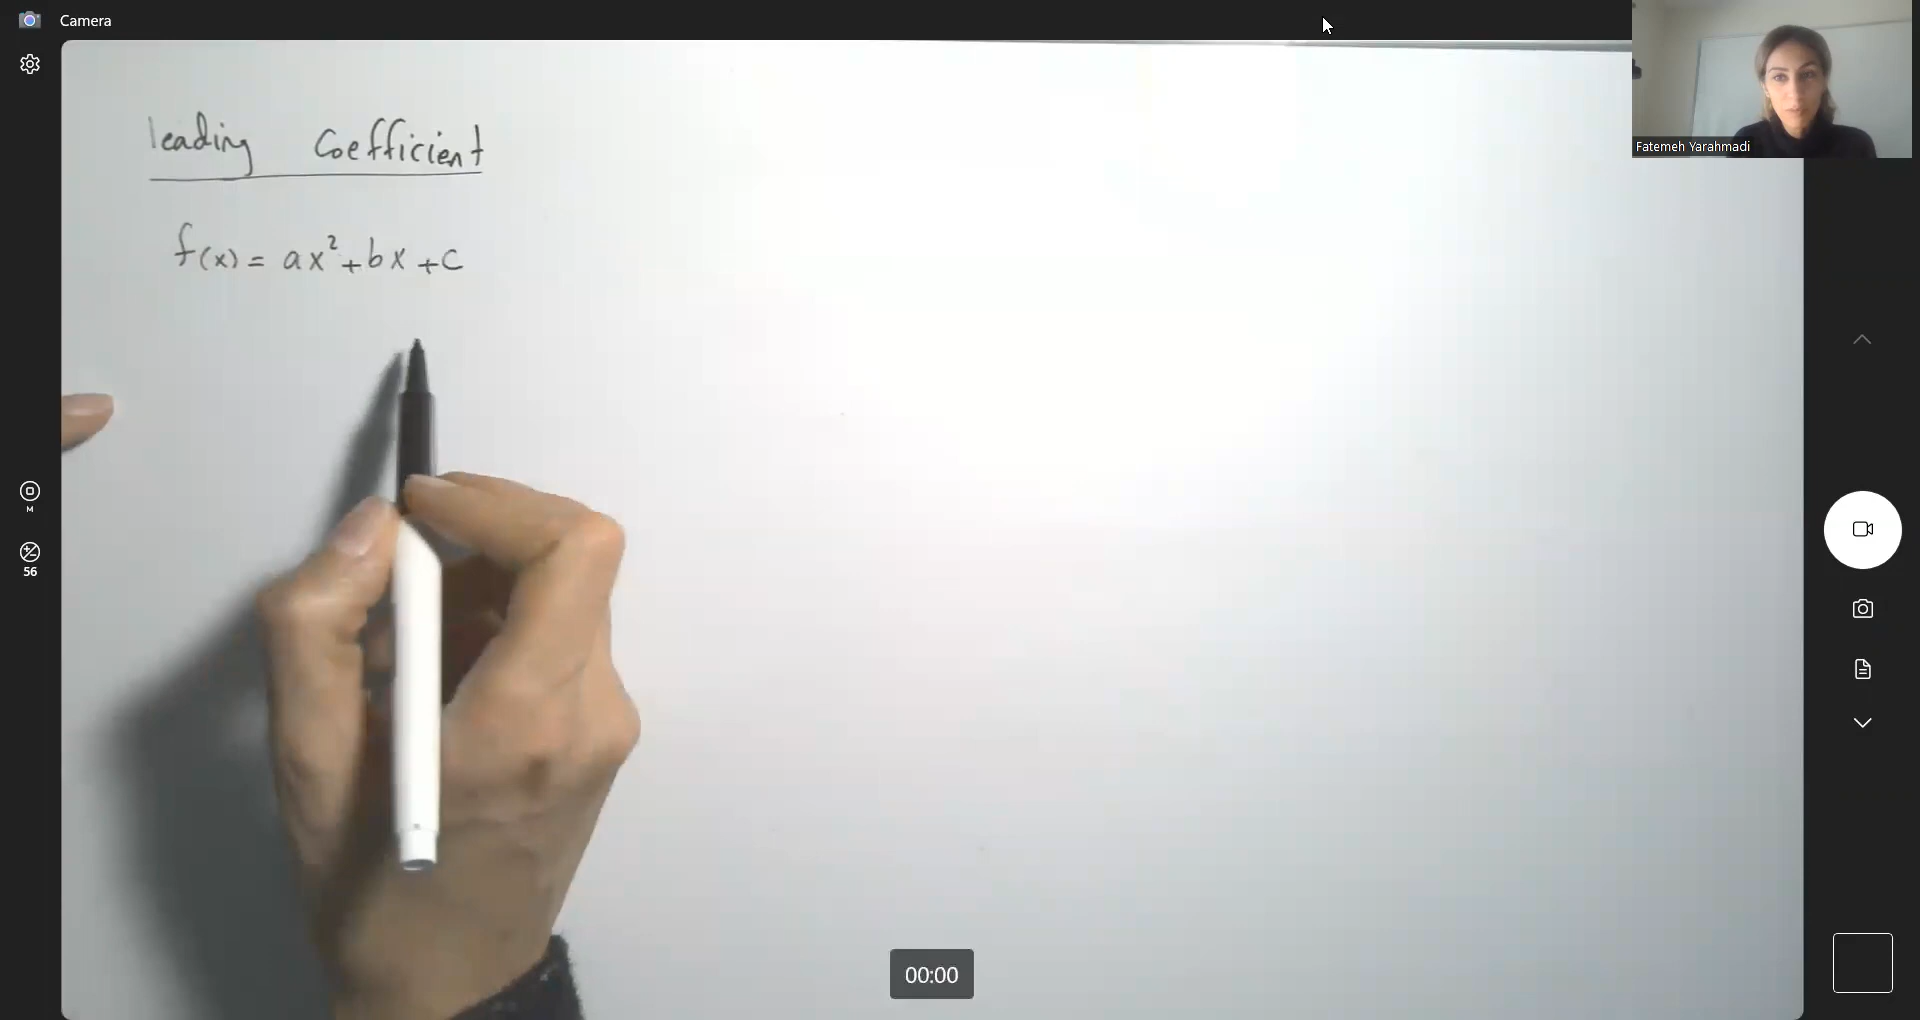 Camera
Fatemeh Yarahmadi
leading Coefficient
f(x) = ax²+bx+c
M
56
00:00